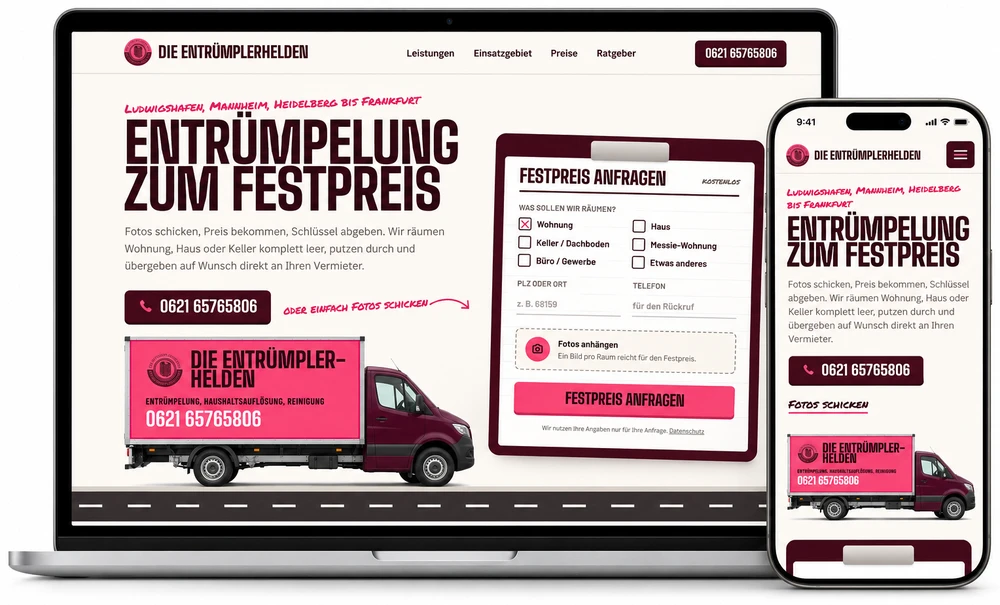 DIE ENTRÜMPLERHELDEN
Leistungen
Einsatzgebiet
Preise
Ratgeber
0621 65765806
Ludwigshafen, Mannheim, Heidelberg bis Frankfurt
ENTRÜMPELUNG
ZUM FESTPREIS
Fotos schicken, Preis bekommen, Schlüssel abgeben. Wir räumen
Wohnung, Haus oder Keller komplett leer, putzen durch und
übergeben auf Wunsch direkt an Ihren Vermieter.
0621 65765806
oder einfach Fotos schicken
DIE ENTRÜMPLER-
HELDEN
ENTRÜMPELUNG, HAUSHALTSAUFLÖSUNG, REINIGUNG
0621 65765806
FESTPREIS ANFRAGEN
KOSTENLOS
WAS SOLLEN WIR RÄUMEN?
Wohnung
Haus
Keller / Dachboden
Messie-Wohnung
Büro / Gewerbe
Etwas anderes
PLZ ODER ORT
TELEFON
z. B. 68159
für den Rückruf
Fotos anhängen
Ein Bild pro Raum reicht für den Festpreis.
FESTPREIS ANFRAGEN
Wir nutzen Ihre Angaben nur für Ihre Anfrage. Datenschutz
9:41
DIE ENTRÜMPLERHELDEN
Ludwigshafen, Mannheim, Heidelberg
bis Frankfurt
ENTRÜMPELUNG
ZUM FESTPREIS
Fotos schicken, Preis bekommen, Schlüssel
abgeben. Wir räumen Wohnung, Haus oder
Keller komplett leer, putzen durch und
übergeben auf Wunsch direkt an Ihren
Vermieter.
0621 65765806
Fotos schicken
DIE ENTRÜMPLER-
HELDEN
ENTRÜMPELUNG, HAUSHALTSAUFLÖSUNG, REINIGUNG
0621 65765806